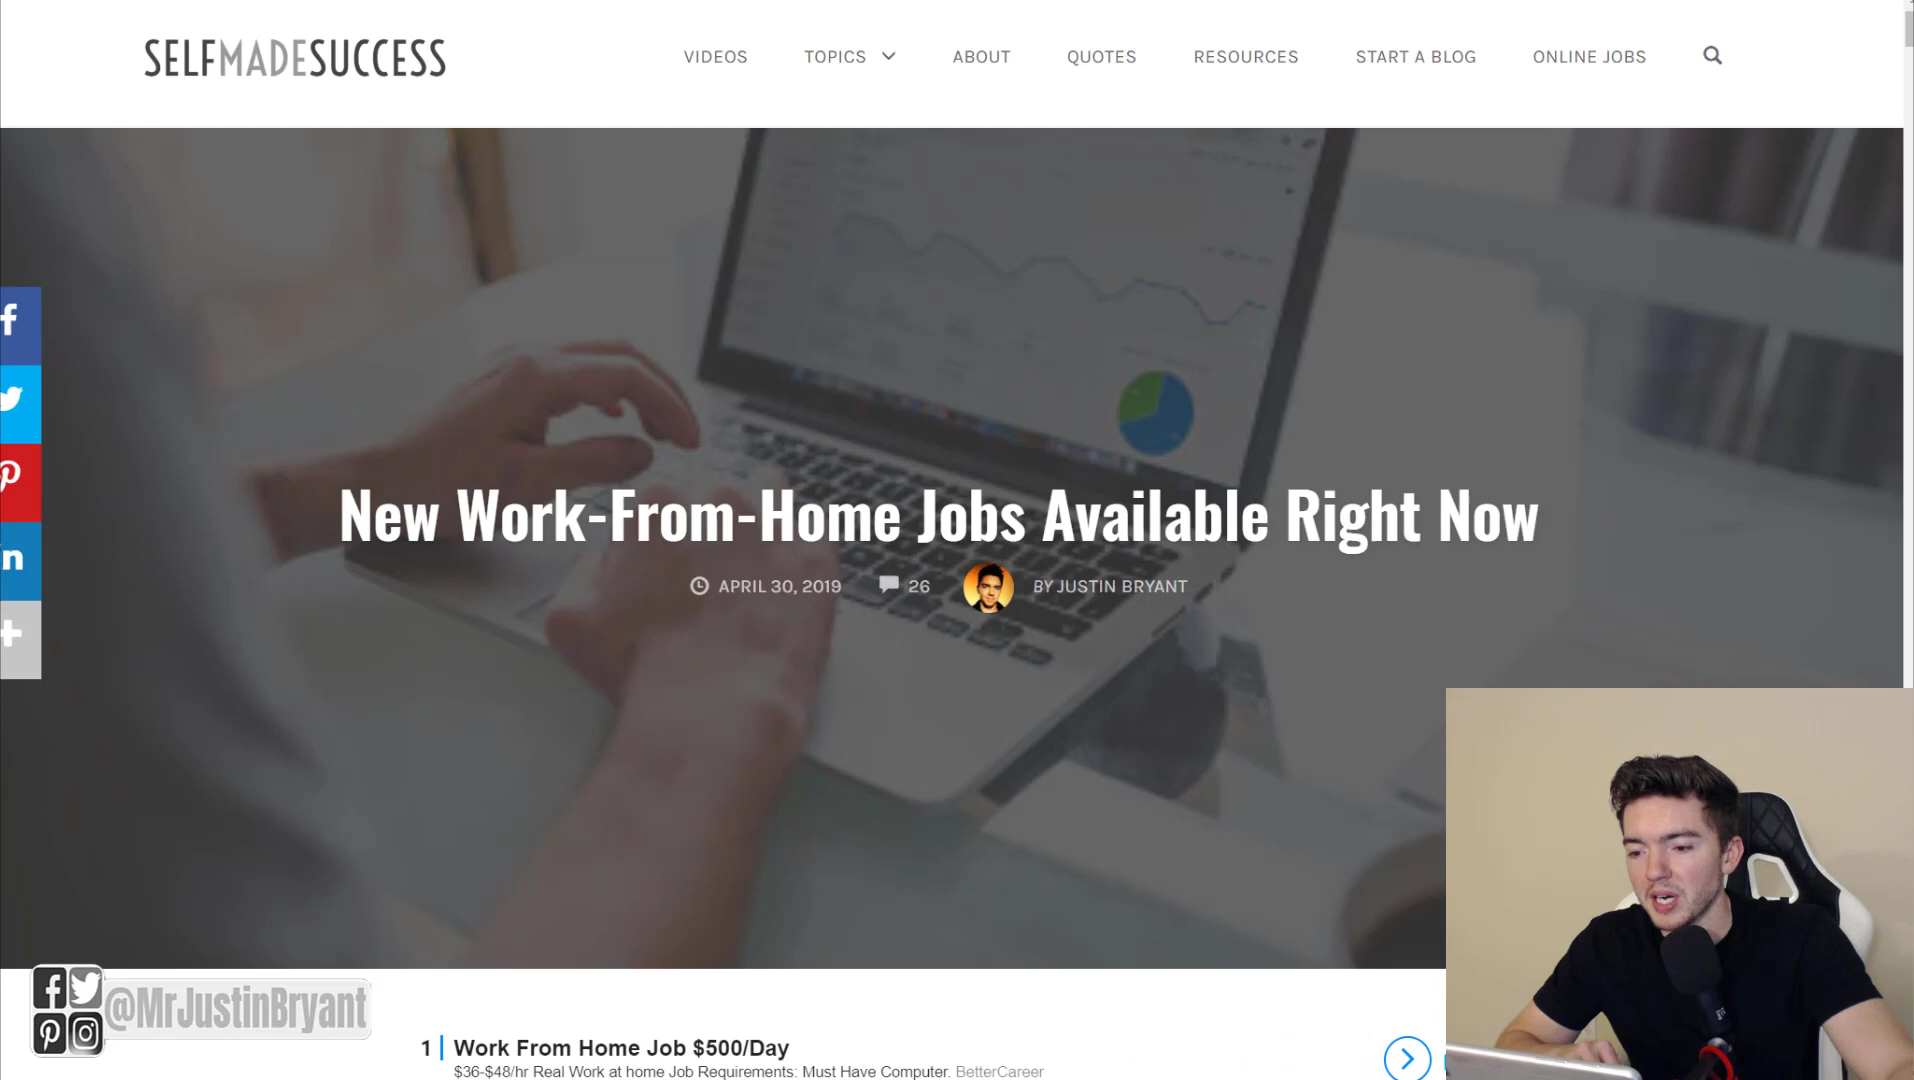 SELFMADESUCCESS
VIDEOS
TOPICS
ABOUT
QUOTES
RESOURCES
START A BLOG
ONLINE JOBS
New Work-From-Home Jobs Available Right Now
APRIL 30, 2019
26
BY JUSTIN BRYANT
@MrJustinBryant
1
Work From Home Job $500/Day
$36-$48/hr Real Work at home Job Requirements: Must Have Computer. BetterCareer